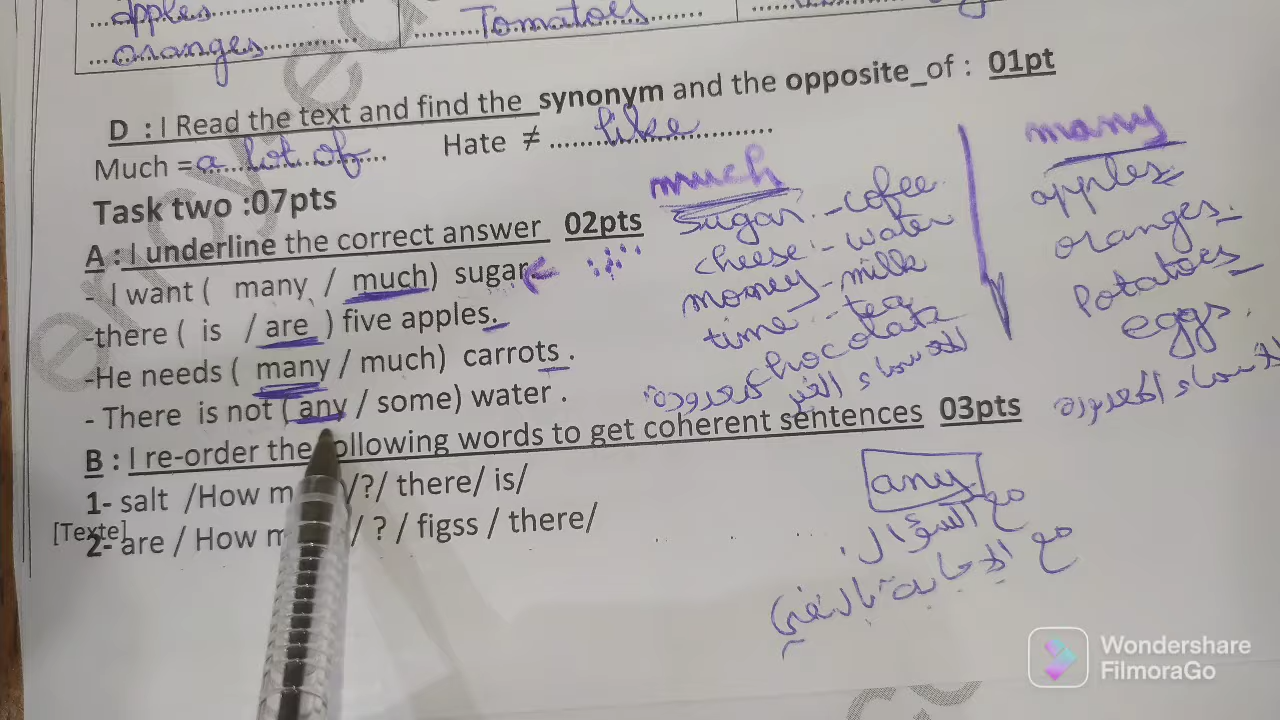 apples
oranges
Tomatoes
D : I Read the text and find the synonym and the opposite of : 01pt
Much = a lot of Hate ≠ like
Task two :07pts
A : I underline the correct answer 02pts
- I want ( many / much) sugar
-there ( is / are ) five apples.
-He needs ( many / much) carrots .
- There is not (any / some) water .
B : I re-order the following words to get coherent sentences 03pts
1- salt /How m /?/ there/ is/
[Texte]
2- are / How m / ? / figss / there/
much
sugar - cofee
cheese - water
money - milk
time - tea
chocolate
الأسماء الغير
معدودة
many
apples
oranges
Potatoes
eggs
الأسماء المعدودة
any
مع السؤال
مع الإجابة بالنفي
Wondershare
FilmoraGo